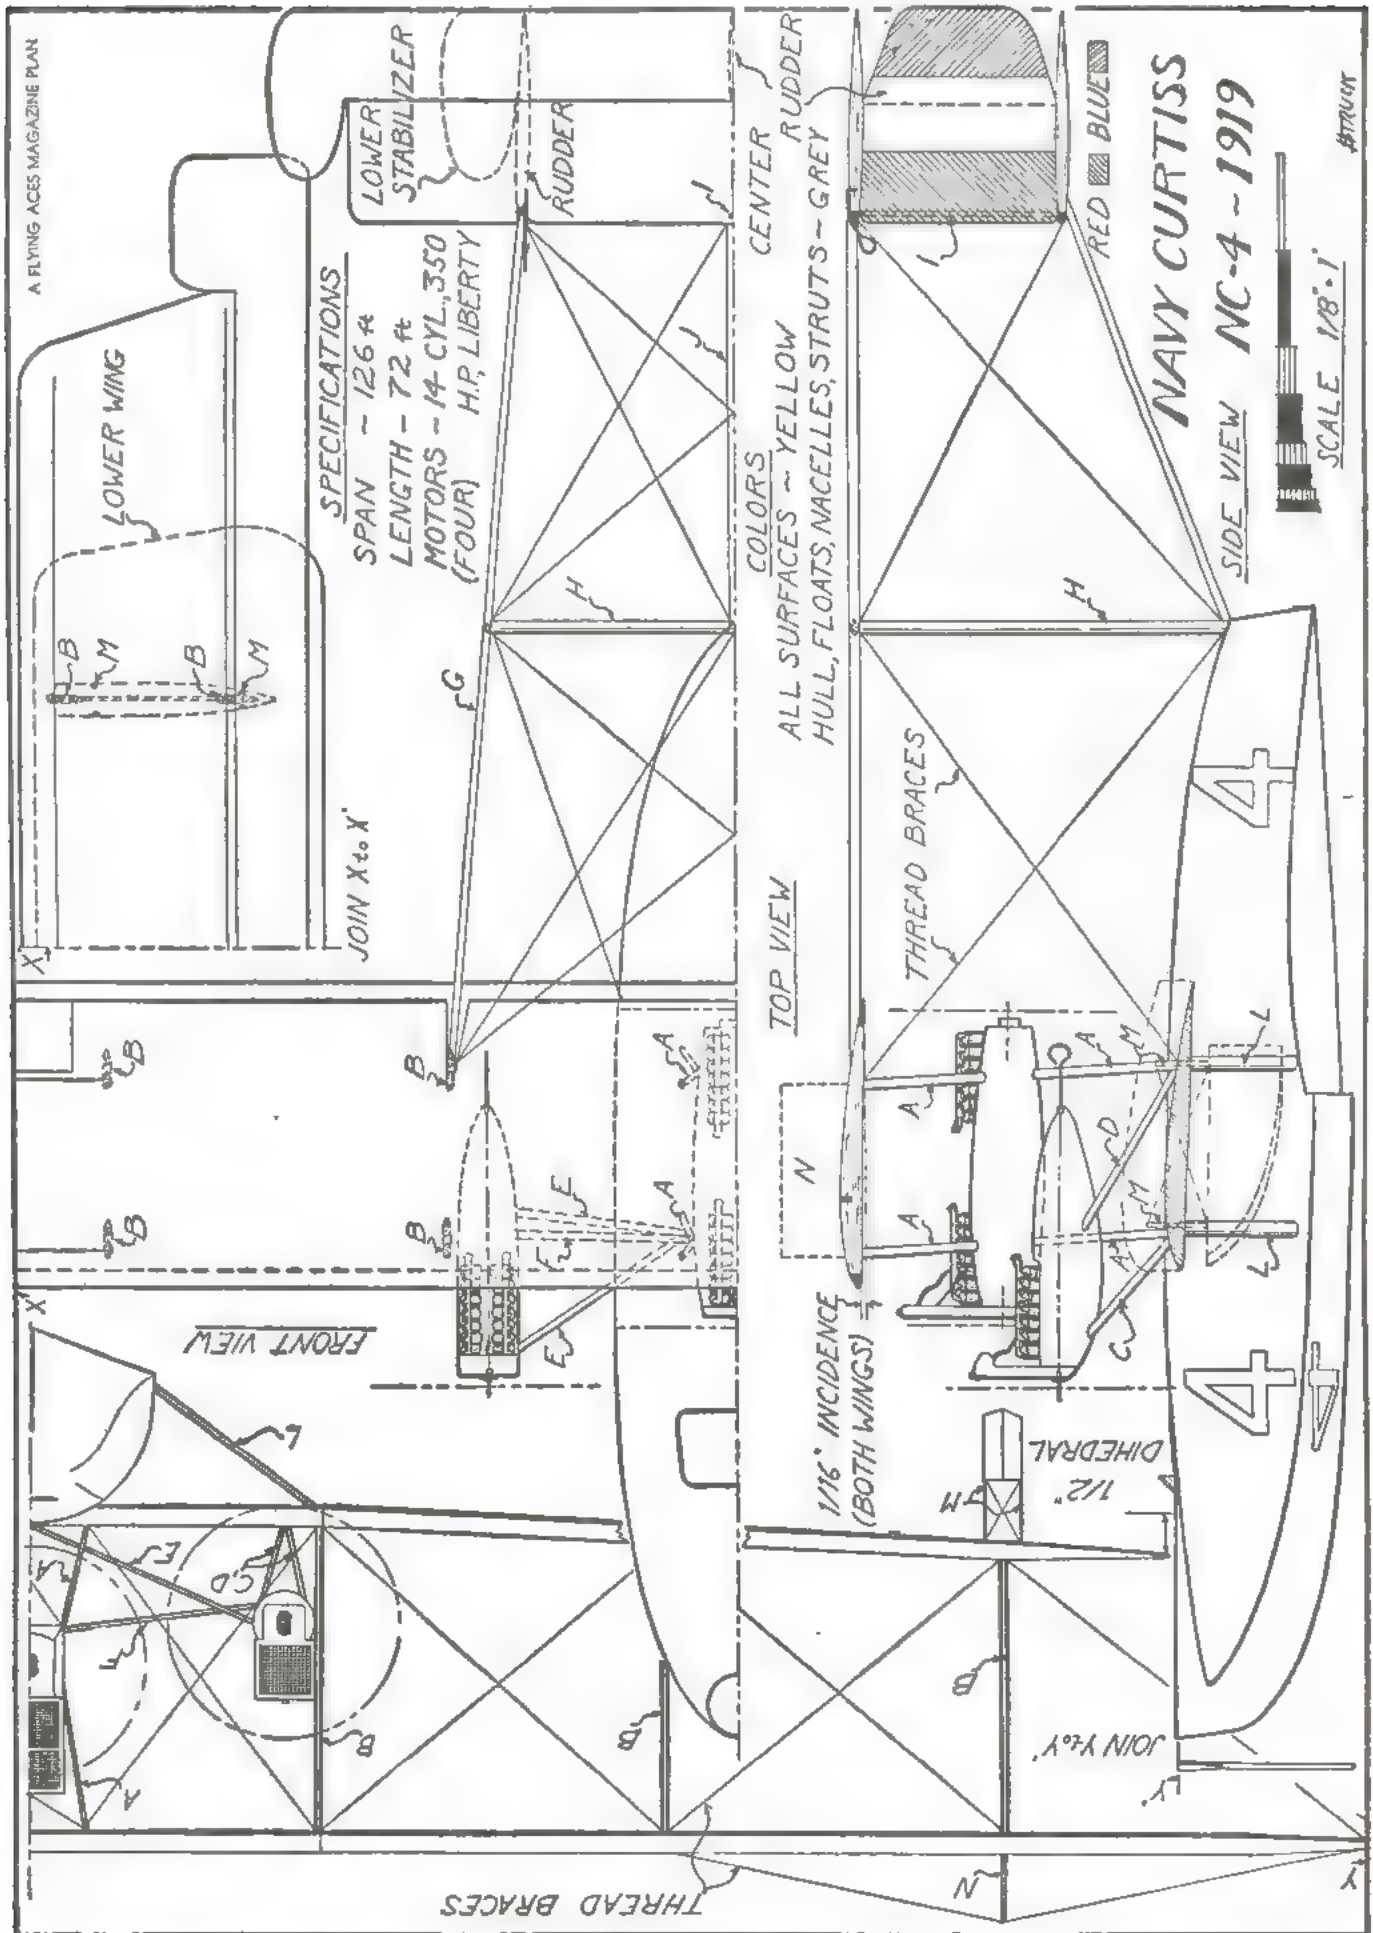 A FLYING ACES MAGAZINE PLAN
LOWER WING
B
M
B
M
X
JOIN X to X'
SPECIFICATIONS
SPAN - 126 ft
LENGTH - 72 ft
MOTORS - 14 CYL., 350
(FOUR) H.P., LIBERTY
LOWER
STABILIZER
RUDDER
G
H
J
J
B
B
B
B
A
A
E
E
E
X'
TOP VIEW
COLORS
ALL SURFACES - YELLOW
HULL, FLOATS, NACELLES, STRUTS - GREY
CENTER RUDDER
RED BLUE
I
H
THREAD BRACES
N
A
A
A
A
M
M
D
C
L
L
4
4
4
1/16" INCIDENCE
(BOTH WINGS)
NAVY CURTISS
NC-4 - 1919
SIDE VIEW
SCALE 1/8" = 1'
FRONT VIEW
L
E
C,D
A
B
B
B
M
N
1/2"
DIHEDRAL
JOIN Y to Y'
Y'
Y
THREAD BRACES